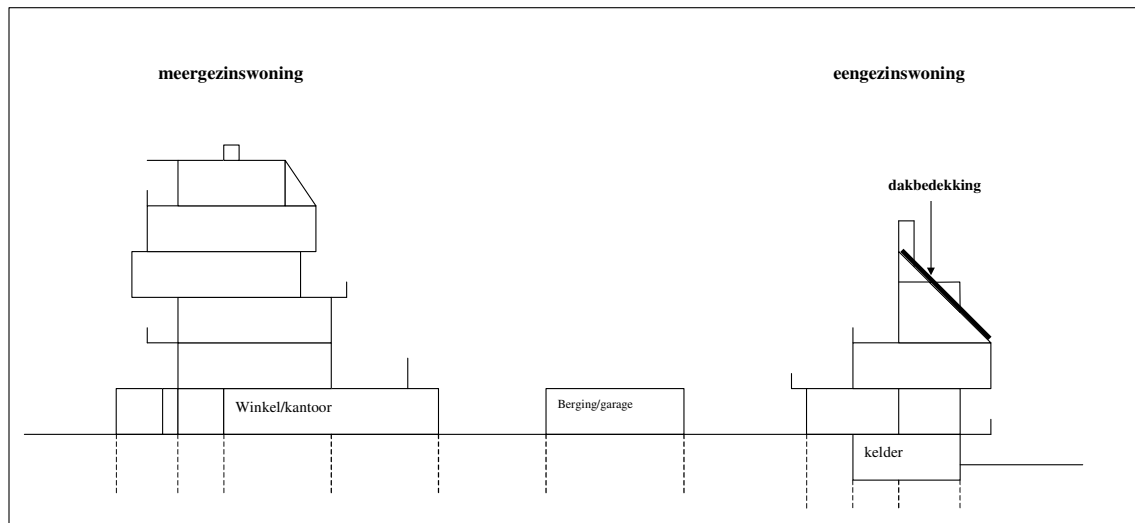 meergezinswoning
eengezinswoning
dakbedekking
Winkel/kantoor
Berging/garage
kelder